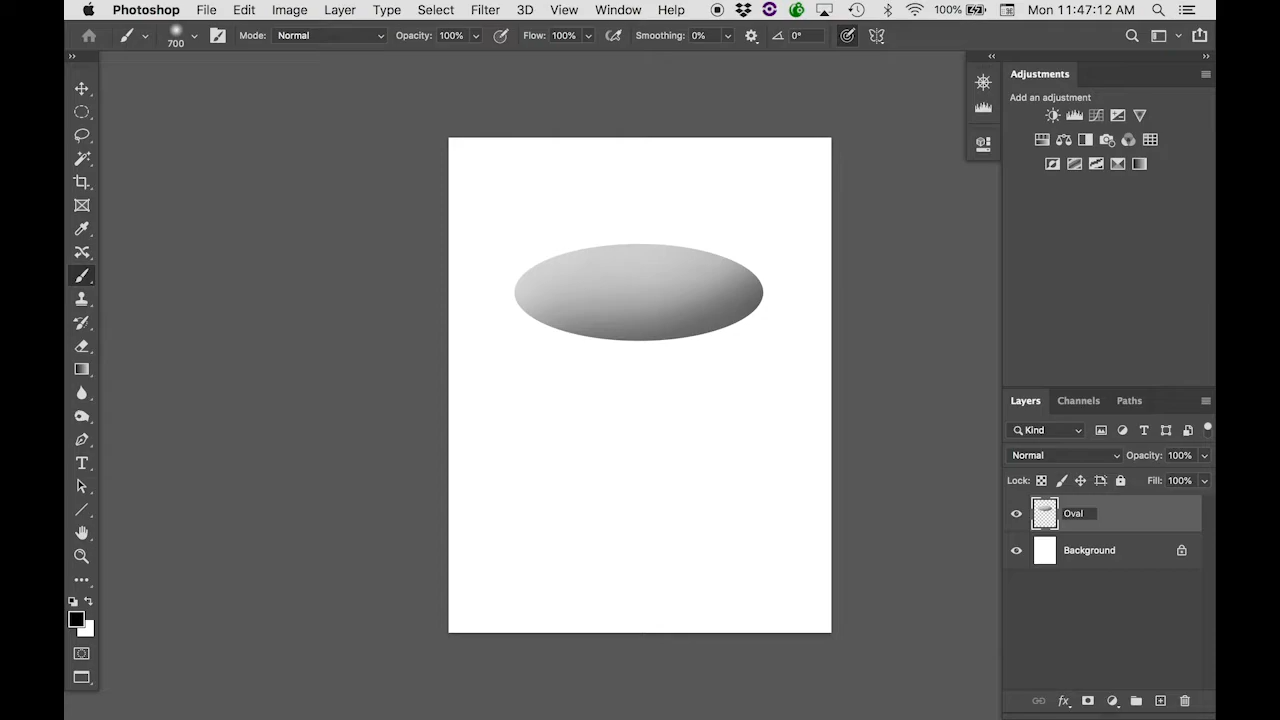 Photoshop File Edit Image Layer Type Select Filter 3D View Window Help 100% Mon 11:47:12 AM
700 Mode: Normal Opacity: 100% Flow: 100% Smoothing: 0% 0°
Adjustments
Add an adjustment
Layers Channels Paths
Kind
Normal Opacity: 100%
Lock: Fill: 100%
Oval
Background
fx